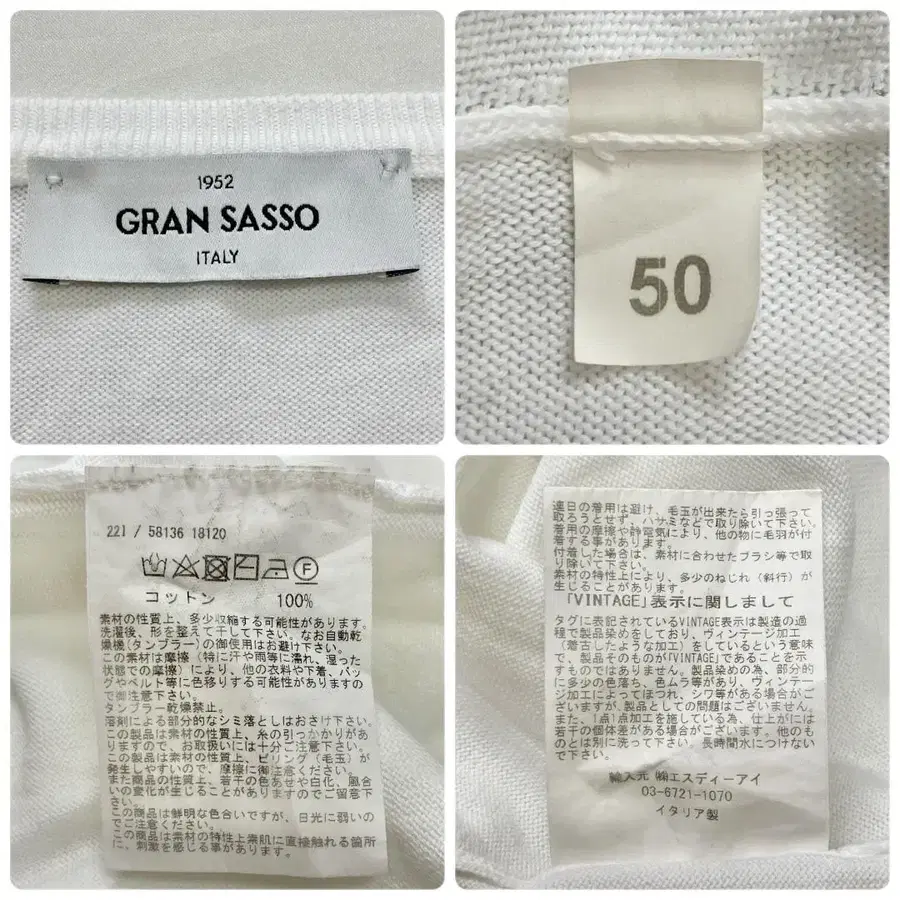 1952
GRAN SASSO
ITALY
50
221 / 58136 18120
F
コットン 100%
素材の性質上、多少収縮する可能性があります。
洗濯後、形を整えて干して下さい。なお自動乾
燥機(タンブラー)の御使用はお避け下さい。
この素材は摩擦（特に汗や雨等に濡れ、湿った
状態での摩擦）により、他の衣料や下着、バッ
グやベルト等に色移りする可能性がありますの
で御注意下さい。
タンブラー乾燥禁止。
溶剤による部分的なシミ落としはおさけ下さい。
この製品は素材の性質上、糸の引っかかりがあ
りますので、お取扱いには十分ご注意下さい。
この製品は素材の性質上、ピリング（毛玉）が
発生しやすいので、摩擦に御注意ください。
また商品の性質上、若干の色あせや白化、風合
いの変化が生じることがありますのでご留意下
さい。
この商品は鮮明な色合いですが、日光に弱いの
でご注意ください。
この商品は素材の特性上素肌に直接触れる箇所
に、刺激を感じる事があります。
連日の着用は避け、毛玉が出来たら引っ張って
取ろうとせず、ハサミなどで取り除いて下さい。
着用の摩擦や静電気により、他の物に毛羽が付
着する事があります。
付着した場合は、素材に合わせたブラシ等で取
り除いて下さい。
素材の特性上により、多少のねじれ（斜行）が
生じることがあります。
「VINTAGE」表示に関しまして
タグに表記されているVINTAGE表示は製造の過
程で製品染めをしており、ヴィンテージ加工
（着古したような加工）をしているという意味
で、製品そのものが「VINTAGE」であることを示
すものではありません。製品染めの為、部分的
に多少の色落ち、色ムラ等があり、ヴィンテー
ジ加工によってほつれ、シワ等がある場合がご
ざいますが、製品としての問題はございません。
また、1点1点加工を施している為、仕上がりには
若干の個体差がある場合がございます。他のも
のとは別に洗って下さい。長時間水につけない
で下さい。
輸入元 ㈱エスディーアイ
03-6721-1070
イタリア製